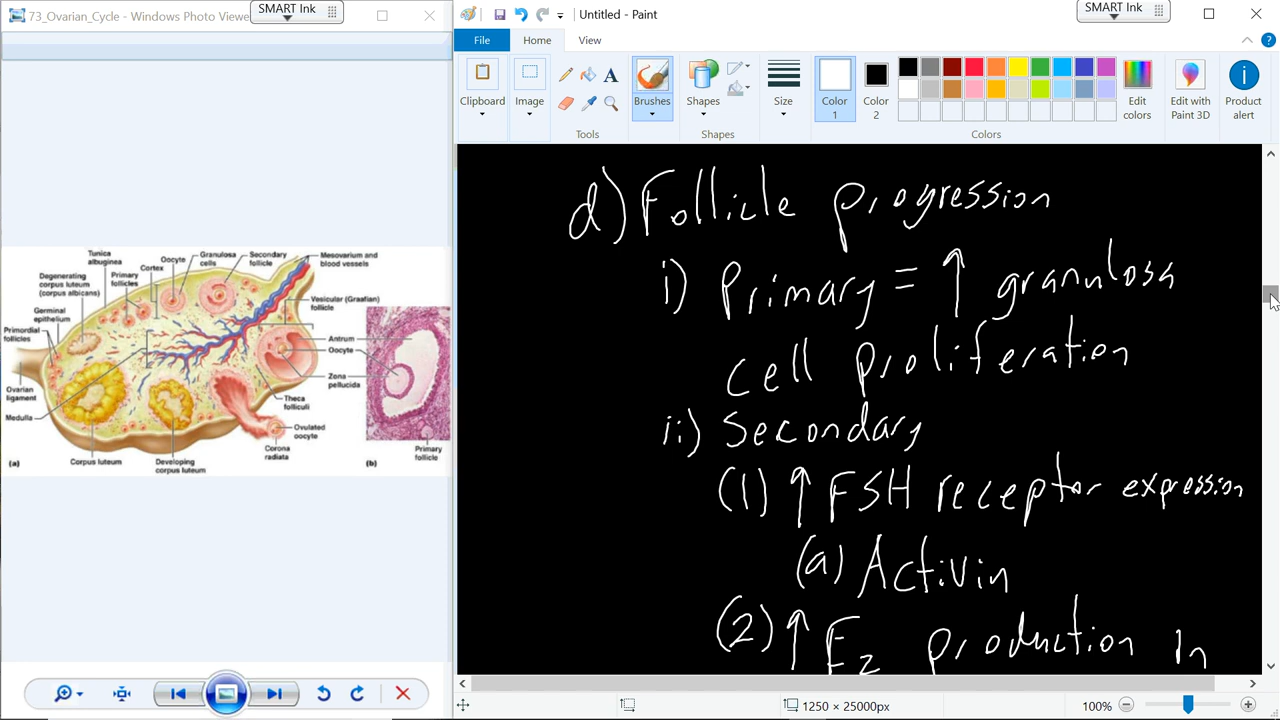 73_Ovarian_Cycle - Windows Photo Viewe
SMART Ink
Untitled - Paint
SMART Ink
File
Home
View
Clipboard
Image
Tools
Brushes
Shapes
Shapes
Size
Color
1
Color
2
Colors
Edit
colors
Edit with
Paint 3D
Product
alert
Tunica
albuginea
Degenerating
corpus luteum
(corpus albicans)
Germinal
epithelium
Primordial
follicles
Primary
follicles
Cortex
Oocyte
Granulosa
cells
Secondary
follicle
Mesovarium and
blood vessels
Vesicular (Graafian)
follicle
Antrum
Oocyte
Zona
pellucida
Theca
folliculi
Ovulated
oocyte
Corona
radiata
Ovarian
ligament
Medulla
Corpus luteum
Developing
corpus luteum
Primary
follicle
(a)
(b)
d) Follicle progression
i) Primary = ↑ granulosa
cell proliferation
ii) Secondary
(1) ↑ FSH receptor expression
(a) Activin
(2) ↑ E2 production in
1250 × 25000px
100%